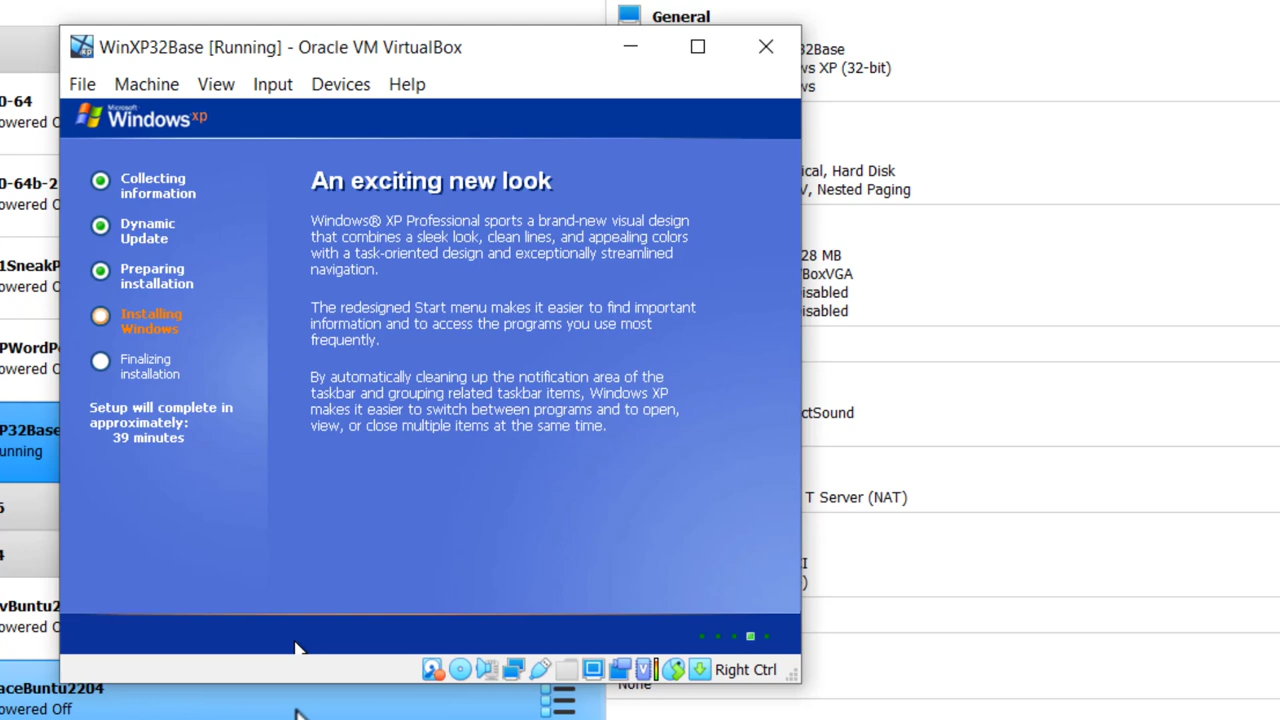 General
WinXP32Base [Running] - Oracle VM VirtualBox
File Machine View Input Devices Help
Microsoft
Windows xp
Collecting
information
Dynamic
Update
Preparing
installation
Installing
Windows
Finalizing
installation
Setup will complete in
approximately:
39 minutes
An exciting new look
Windows® XP Professional sports a brand-new visual design
that combines a sleek look, clean lines, and appealing colors
with a task-oriented design and exceptionally streamlined
navigation.
The redesigned Start menu makes it easier to find important
information and to access the programs you use most
frequently.
By automatically cleaning up the notification area of the
taskbar and grouping related taskbar items, Windows XP
makes it easier to switch between programs and to open,
view, or close multiple items at the same time.
Right Ctrl
0-64
owered O
0-64b-2
owered O
1SneakP
owered O
PWordPe
owered O
P32Base
unning
5
4
vBuntu2
owered O
aceBuntu2204
owered Off
32Base
ws XP (32-bit)
ws
ical, Hard Disk
V, Nested Paging
28 MB
BoxVGA
isabled
isabled
ctSound
T Server (NAT)
I
)
None